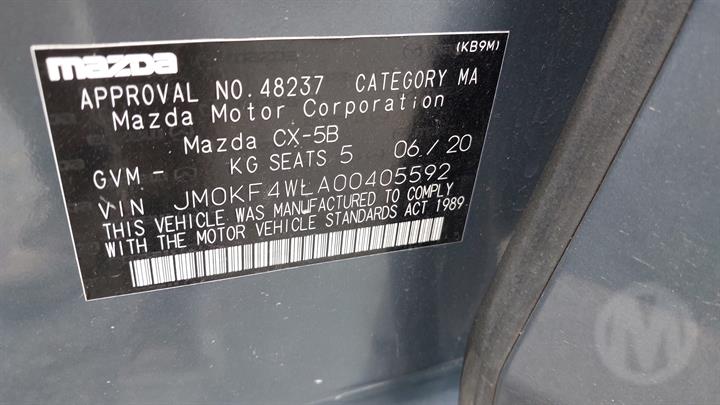 mazda (KB9M)
APPROVAL NO.48237 CATEGORY MA
Mazda Motor Corporation
Mazda CX-5B
GVM - KG SEATS 5 06/20
VIN JM0KF4WLA00405592
THIS VEHICLE WAS MANUFACTURED TO COMPLY
WITH THE MOTOR VEHICLE STANDARDS ACT 1989.
M